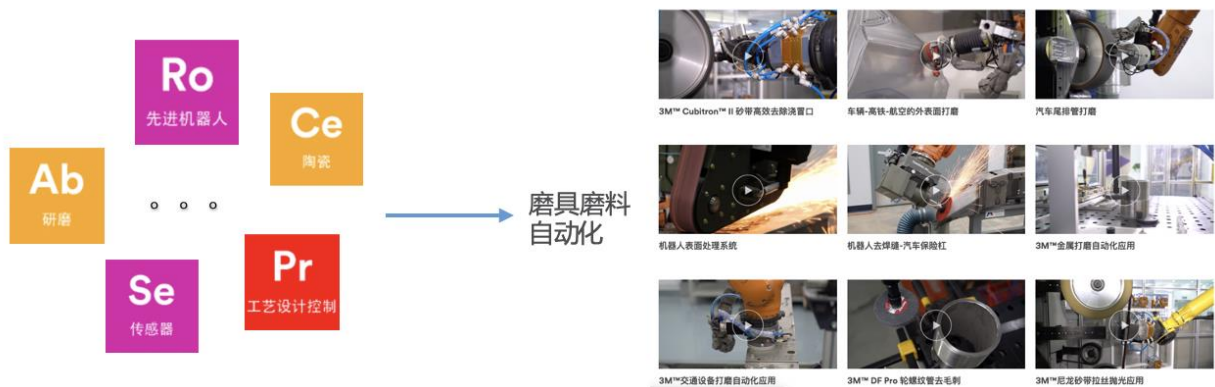 Ro
先进机器人
Ce
陶瓷
Ab
研磨
Se
传感器
Pr
工艺设计控制
磨具磨料
自动化
3M™ Cubitron™ II 砂带高效去除浇冒口
车辆-高铁-航空的外表面打磨
汽车尾排管打磨
机器人表面处理系统
机器人去焊缝-汽车保险杠
3M™金属打磨自动化应用
3M™交通设备打磨自动化应用
3M™ DF Pro 轮螺纹管去毛刺
3M™尼龙砂带拉丝抛光应用